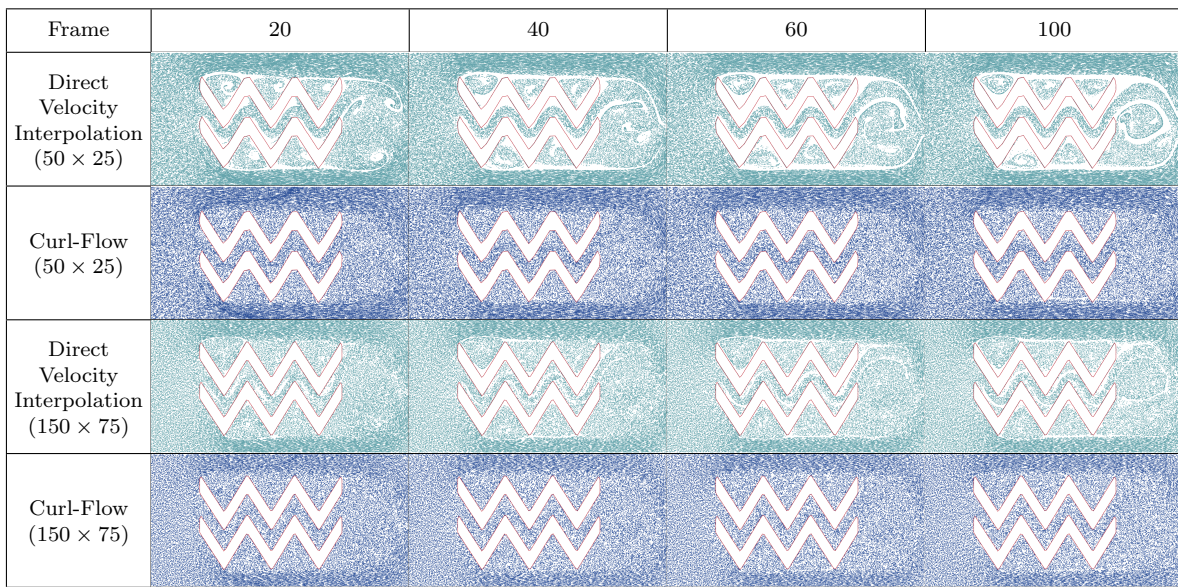 Frame 20 40 60 100
Direct
Velocity
Interpolation
(50 × 25)
Curl-Flow
(50 × 25)
Direct
Velocity
Interpolation
(150 × 75)
Curl-Flow
(150 × 75)